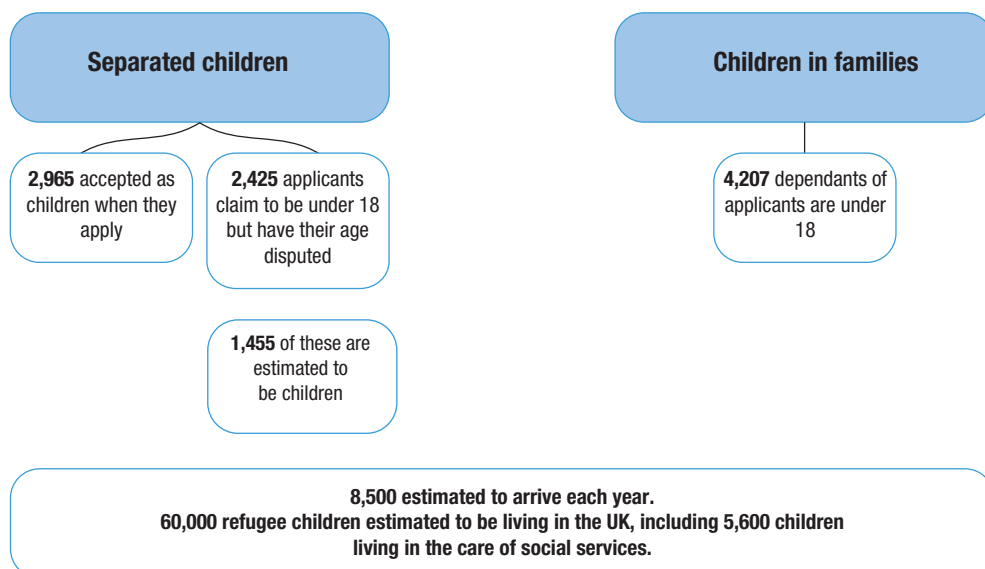 Separated children
Children in families
2,965 accepted as
children when they
apply
2,425 applicants
claim to be under 18
but have their age
disputed
4,207 dependants of
applicants are under
18
1,455 of these are
estimated to
be children
8,500 estimated to arrive each year.
60,000 refugee children estimated to be living in the UK, including 5,600 children
living in the care of social services.